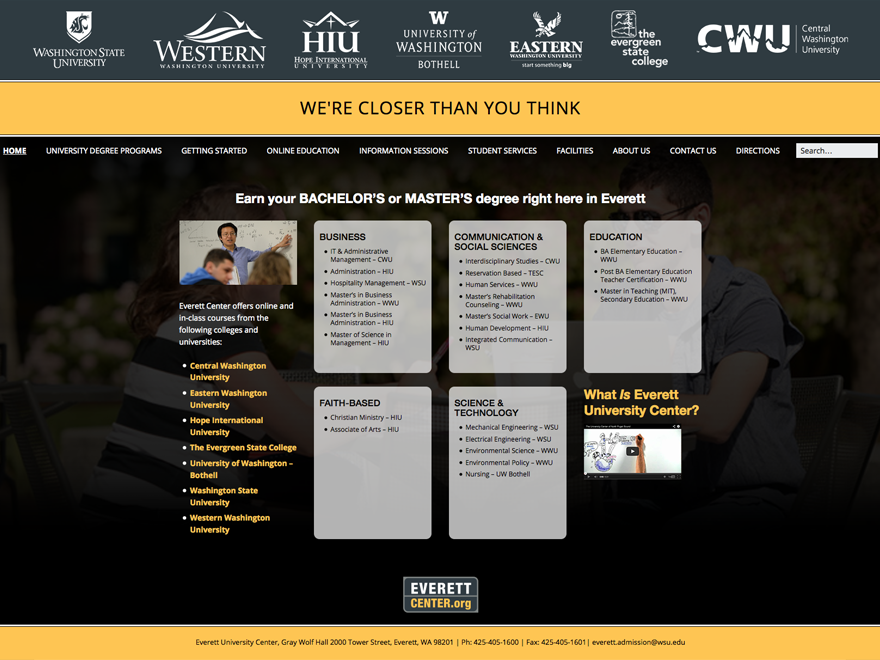 WASHINGTON STATE
UNIVERSITY
WESTERN
WASHINGTON UNIVERSITY
HIU
HOPE INTERNATIONAL
UNIVERSITY
W
UNIVERSITY of
WASHINGTON
BOTHELL
EASTERN
WASHINGTON UNIVERSITY
start something big
the
evergreen
state
college
CWU
Central
Washington
University
WE'RE CLOSER THAN YOU THINK
HOME UNIVERSITY DEGREE PROGRAMS GETTING STARTED ONLINE EDUCATION INFORMATION SESSIONS STUDENT SERVICES FACILITIES ABOUT US CONTACT US DIRECTIONS Search...
Earn your BACHELOR'S or MASTER'S degree right here in Everett
Everett Center offers online and
in-class courses from the
following colleges and
universities:
• Central Washington
University
• Eastern Washington
University
• Hope International
University
• The Evergreen State College
• University of Washington –
Bothell
• Washington State
University
• Western Washington
University
BUSINESS
• IT & Administrative
Management – CWU
• Administration – HIU
• Hospitality Management – WSU
• Master's in Business
Administration – WWU
• Master's in Business
Administration – HIU
• Master of Science in
Management – HIU
COMMUNICATION &
SOCIAL SCIENCES
• Interdisciplinary Studies – CWU
• Reservation Based – TESC
• Human Services – WWU
• Master's Rehabilitation
Counseling – WWU
• Master's Social Work – EWU
• Human Development – HIU
• Integrated Communication –
WSU
EDUCATION
• BA Elementary Education –
WWU
• Post BA Elementary Education
Teacher Certification – WWU
• Master in Teaching (MIT),
Secondary Education – WWU
FAITH-BASED
• Christian Ministry – HIU
• Associate of Arts – HIU
SCIENCE &
TECHNOLOGY
• Mechanical Engineering – WSU
• Electrical Engineering – WSU
• Environmental Science – WWU
• Environmental Policy – WWU
• Nursing – UW Bothell
What Is Everett
University Center?
EVERETT
CENTER.org
Everett University Center, Gray Wolf Hall 2000 Tower Street, Everett, WA 98201 | Ph: 425-405-1600 | Fax: 425-405-1601| everett.admission@wsu.edu